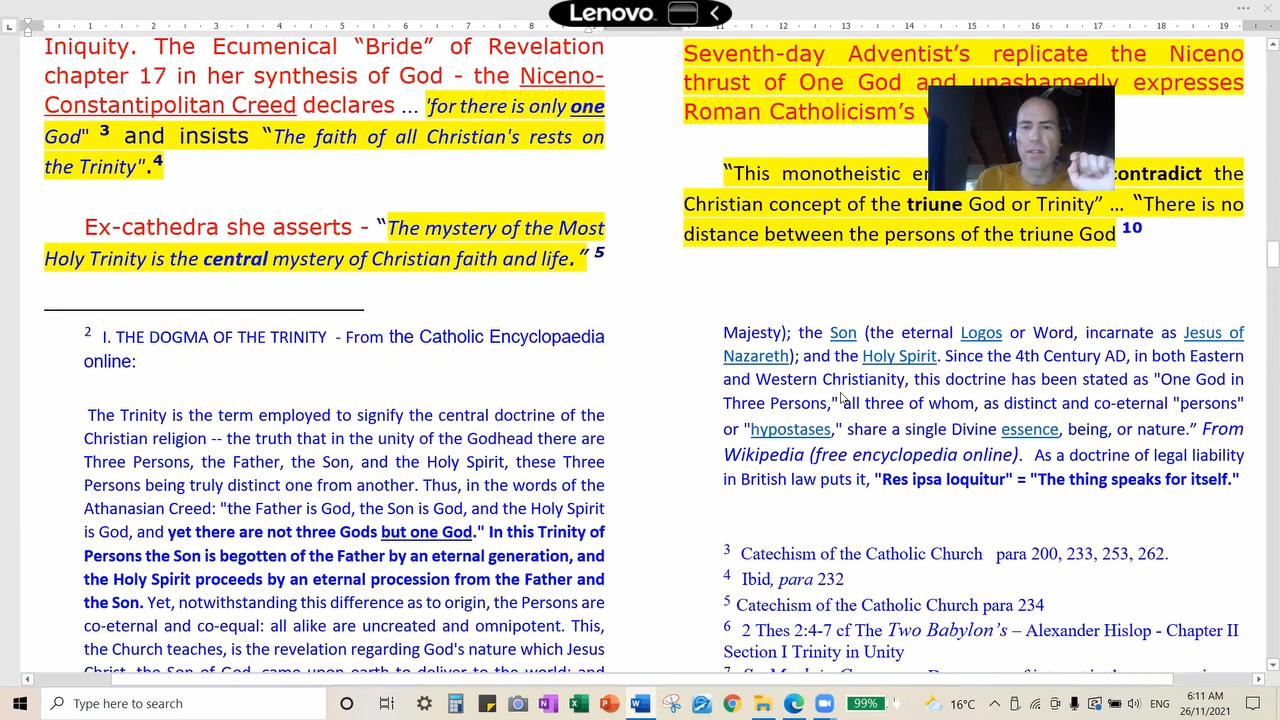 Lenovo
Iniquity. The Ecumenical “Bride” of Revelation
chapter 17 in her synthesis of God - the Niceno-
Constantipolitan Creed declares ... 'for there is only one
God" 3 and insists “The faith of all Christian's rests on
the Trinity".4
Ex-cathedra she asserts - “The mystery of the Most
Holy Trinity is the central mystery of Christian faith and life.” 5
2 I. THE DOGMA OF THE TRINITY - From the Catholic Encyclopaedia
online:
The Trinity is the term employed to signify the central doctrine of the
Christian religion -- the truth that in the unity of the Godhead there are
Three Persons, the Father, the Son, and the Holy Spirit, these Three
Persons being truly distinct one from another. Thus, in the words of the
Athanasian Creed: "the Father is God, the Son is God, and the Holy Spirit
is God, and yet there are not three Gods but one God." In this Trinity of
Persons the Son is begotten of the Father by an eternal generation, and
the Holy Spirit proceeds by an eternal procession from the Father and
the Son. Yet, notwithstanding this difference as to origin, the Persons are
co-eternal and co-equal: all alike are uncreated and omnipotent. This,
the Church teaches, is the revelation regarding God's nature which Jesus
Christ, the Son of God, came upon earth to deliver to the world: and
Seventh-day Adventist’s replicate the Niceno
thrust of One God and unashamedly expresses
Roman Catholicism’s
“This monotheistic contradict the
Christian concept of the triune God or Trinity” ... “There is no
distance between the persons of the triune God 10
Majesty); the Son (the eternal Logos or Word, incarnate as Jesus of
Nazareth); and the Holy Spirit. Since the 4th Century AD, in both Eastern
and Western Christianity, this doctrine has been stated as "One God in
Three Persons," all three of whom, as distinct and co-eternal "persons"
or "hypostases," share a single Divine essence, being, or nature.” From
Wikipedia (free encyclopedia online). As a doctrine of legal liability
in British law puts it, "Res ipsa loquitur" = "The thing speaks for itself."
3 Catechism of the Catholic Church para 200, 233, 253, 262.
4 Ibid, para 232
5 Catechism of the Catholic Church para 234
6 2 Thes 2:4-7 cf The Two Babylon’s – Alexander Hislop - Chapter II
Section I Trinity in Unity
Type here to search
99%
16°C
ENG
6:11 AM
26/11/2021